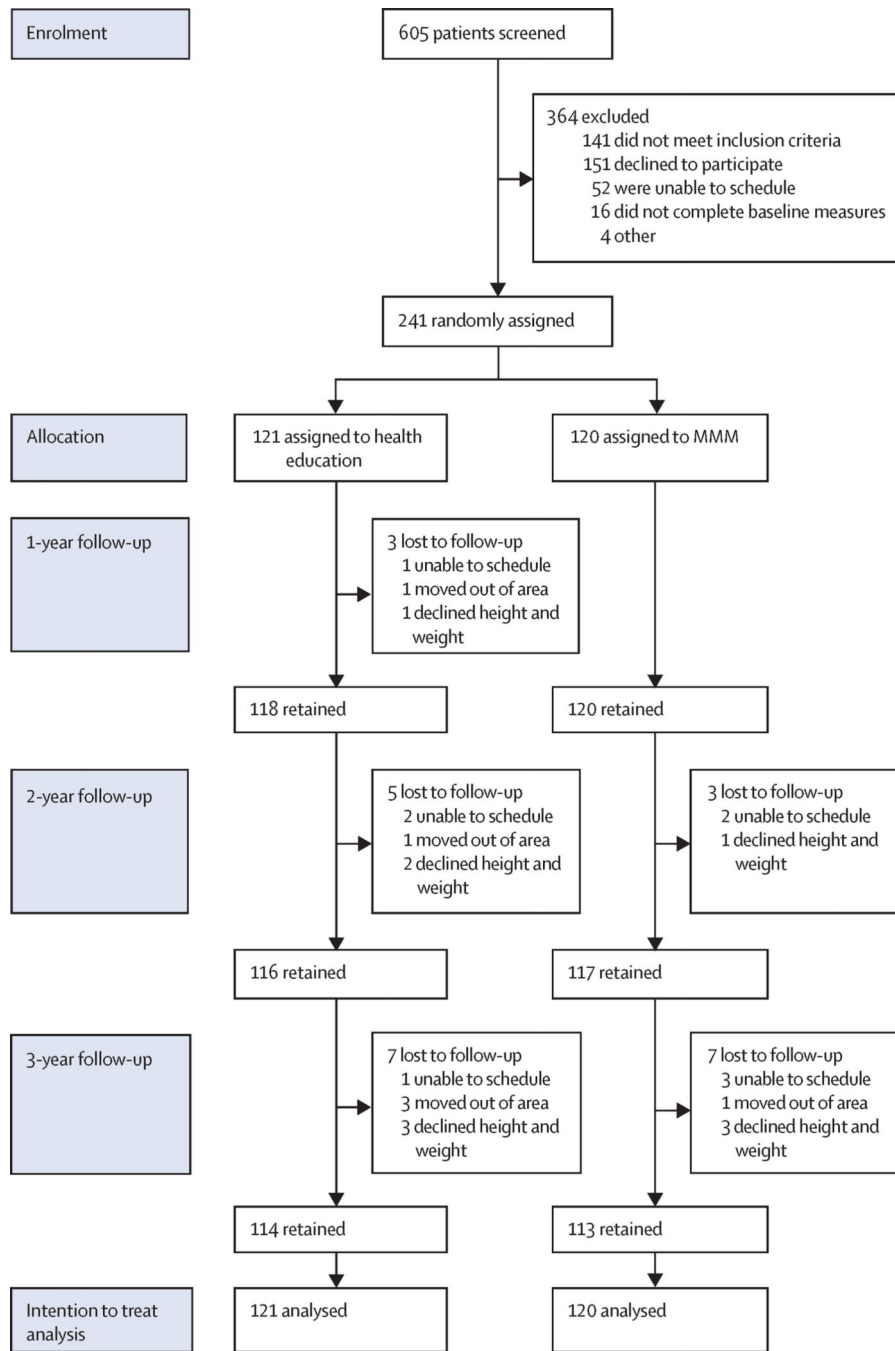 Enrolment
605 patients screened
364 excluded
141 did not meet inclusion criteria
151 declined to participate
52 were unable to schedule
16 did not complete baseline measures
4 other
241 randomly assigned
Allocation
121 assigned to health
education
120 assigned to MMM
1-year follow-up
3 lost to follow-up
1 unable to schedule
1 moved out of area
1 declined height and
weight
118 retained
120 retained
2-year follow-up
5 lost to follow-up
2 unable to schedule
1 moved out of area
2 declined height and
weight
3 lost to follow-up
2 unable to schedule
1 declined height and
weight
116 retained
117 retained
3-year follow-up
7 lost to follow-up
1 unable to schedule
3 moved out of area
3 declined height and
weight
7 lost to follow-up
3 unable to schedule
1 moved out of area
3 declined height and
weight
114 retained
113 retained
Intention to treat
analysis
121 analysed
120 analysed